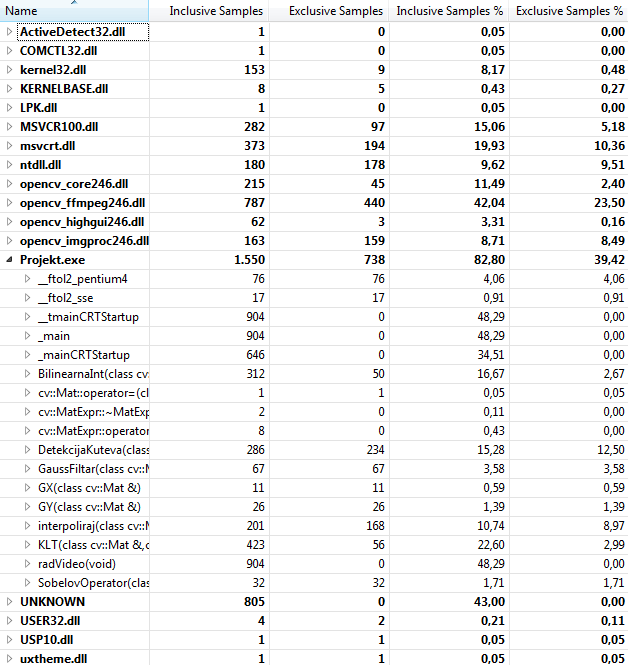 Name Inclusive Samples Exclusive Samples Inclusive Samples % Exclusive Samples %
ActiveDetect32.dll 1 0 0,05 0,00
COMCTL32.dll 1 0 0,05 0,00
kernel32.dll 153 9 8,17 0,48
KERNELBASE.dll 8 5 0,43 0,27
LPK.dll 1 0 0,05 0,00
MSVCR100.dll 282 97 15,06 5,18
msvcrt.dll 373 194 19,93 10,36
ntdll.dll 180 178 9,62 9,51
opencv_core246.dll 215 45 11,49 2,40
opencv_ffmpeg246.dll 787 440 42,04 23,50
opencv_highgui246.dll 62 3 3,31 0,16
opencv_imgproc246.dll 163 159 8,71 8,49
Projekt.exe 1.550 738 82,80 39,42
__ftol2_pentium4 76 76 4,06 4,06
__ftol2_sse 17 17 0,91 0,91
__tmainCRTStartup 904 0 48,29 0,00
_main 904 0 48,29 0,00
_mainCRTStartup 646 0 34,51 0,00
BilinearnaInt(class cv: 312 50 16,67 2,67
cv::Mat::operator=(cl 1 1 0,05 0,05
cv::MatExpr::~MatExp 2 0 0,11 0,00
cv::MatExpr::operator 8 0 0,43 0,00
DetekcijaKuteva(class 286 234 15,28 12,50
GaussFiltar(class cv::M 67 67 3,58 3,58
GX(class cv::Mat &) 11 11 0,59 0,59
GY(class cv::Mat &) 26 26 1,39 1,39
interpoliraj(class cv::M 201 168 10,74 8,97
KLT(class cv::Mat &,c 423 56 22,60 2,99
radVideo(void) 904 0 48,29 0,00
SobelovOperator(clas 32 32 1,71 1,71
UNKNOWN 805 0 43,00 0,00
USER32.dll 4 2 0,21 0,11
USP10.dll 1 1 0,05 0,05
uxtheme.dll 1 1 0,05 0,05